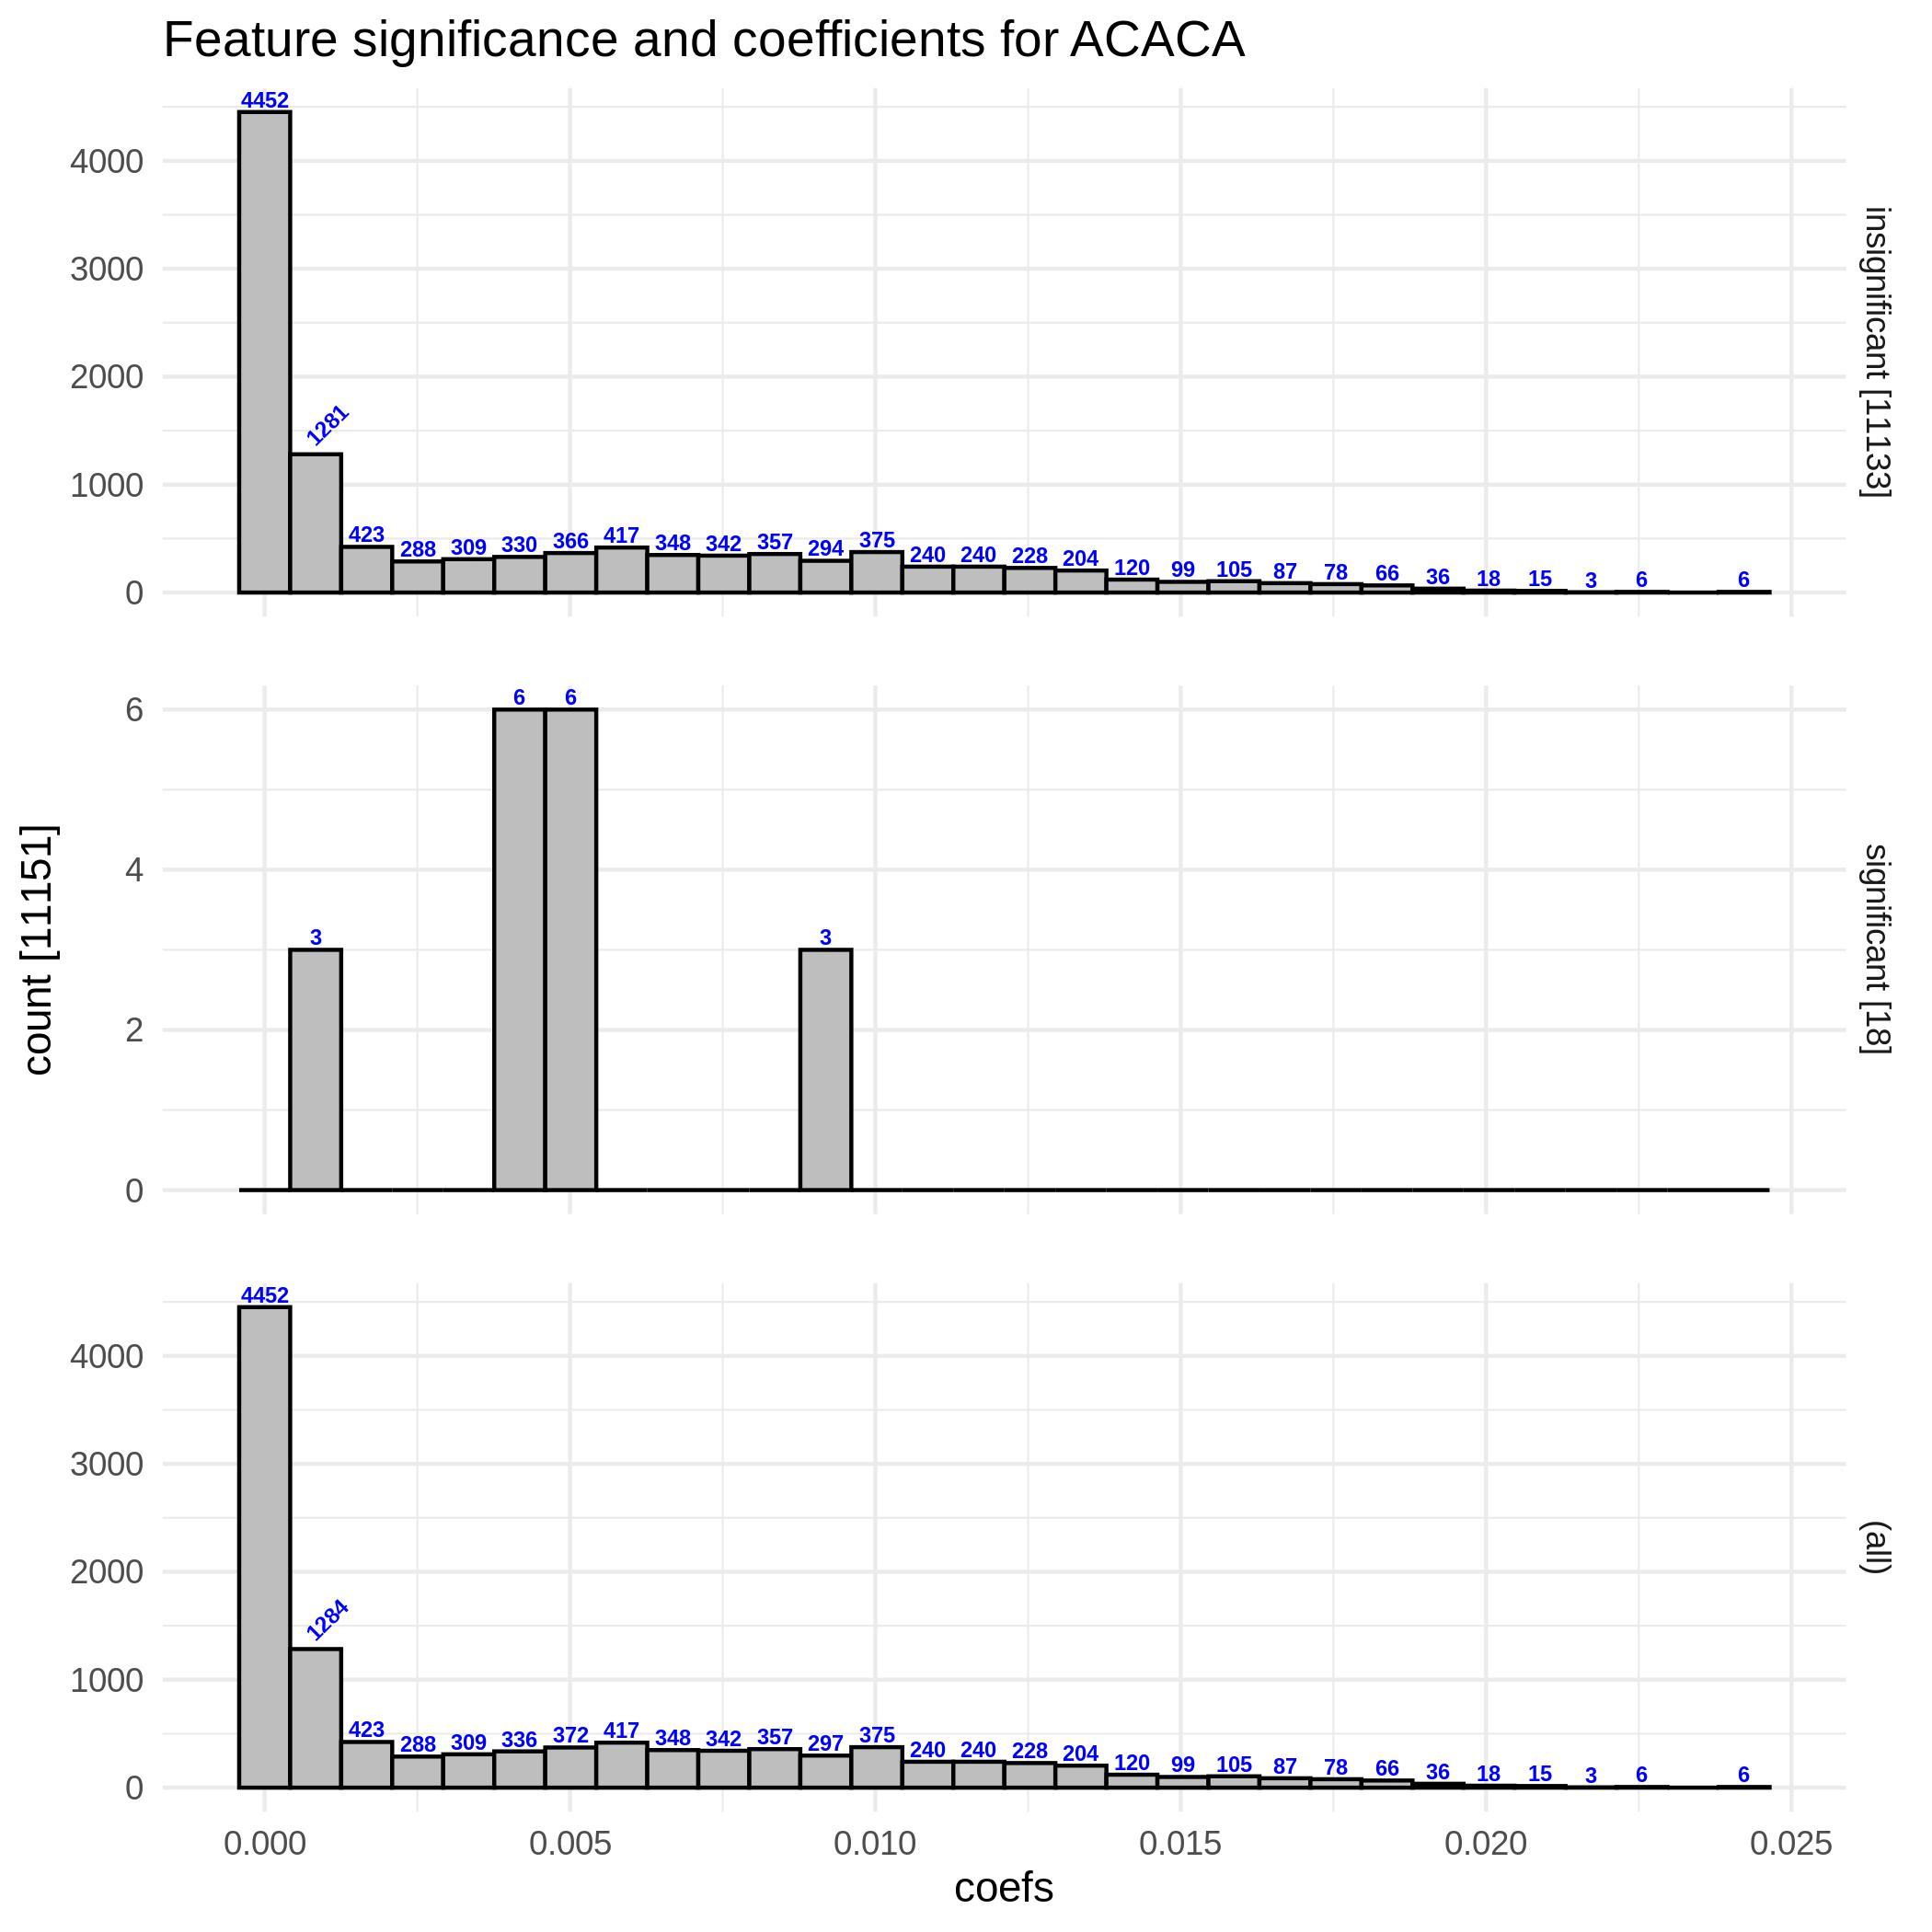 Feature significance and coefficients for ACACA
4452
4000
3000
2000
1281
1000
423 288 309 330 366 417 348 342 357 294 375 240 240 228 204 120 99 105 87 78 66 36 18 15 3 6 6
0
insignificant [11133]
count [11151]
6 6
6
4
3 3
2
0
significant [18]
4452
4000
3000
2000
1284
1000
423 288 309 336 372 417 348 342 357 297 375 240 240 228 204 120 99 105 87 78 66 36 18 15 3 6 6
0
(all)
0.000 0.005 0.010 0.015 0.020 0.025
coefs